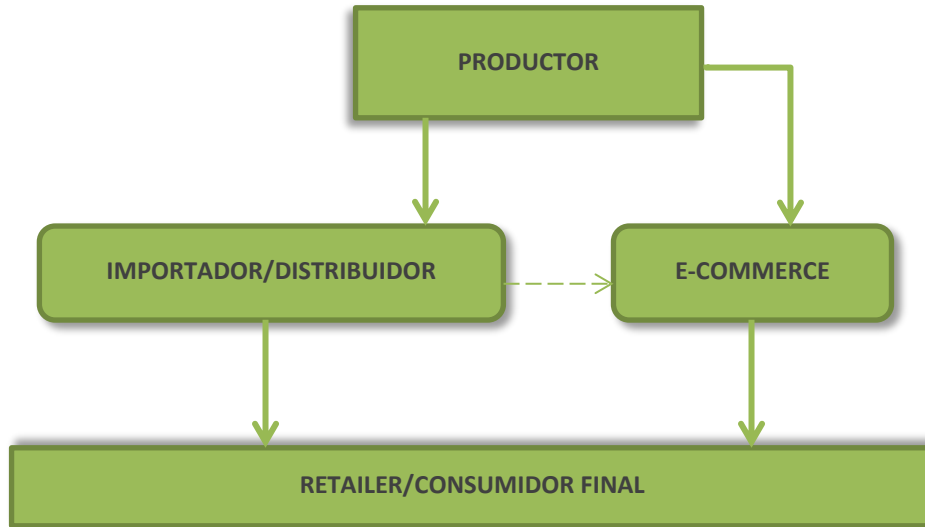 PRODUCTOR
IMPORTADOR/DISTRIBUIDOR
E-COMMERCE
RETAILER/CONSUMIDOR FINAL